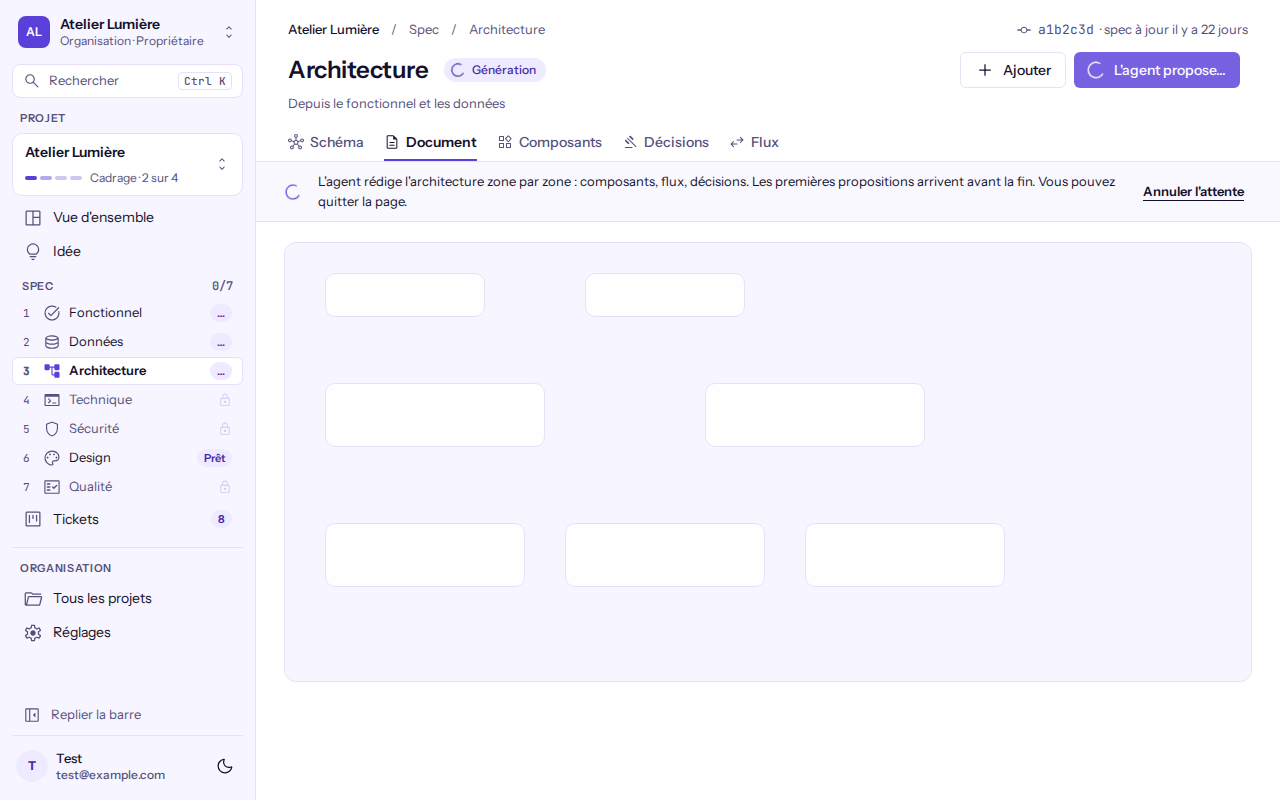 AL
Atelier Lumière
Organisation·Propriétaire
Rechercher
Ctrl K
PROJET
Atelier Lumière
Cadrage·2 sur 4
Vue d'ensemble
Idée
SPEC 0/7
1 Fonctionnel ...
2 Données ...
3 Architecture ...
4 Technique
5 Sécurité
6 Design Prêt
7 Qualité
Tickets 8
ORGANISATION
Tous les projets
Réglages
Replier la barre
T
Test
test@example.com
Atelier Lumière / Spec / Architecture
a1b2c3d · spec à jour il y a 22 jours
Architecture
Génération
Ajouter
L'agent propose…
Depuis le fonctionnel et les données
Schéma Document Composants Décisions Flux
L'agent rédige l'architecture zone par zone : composants, flux, décisions. Les premières propositions arrivent avant la fin. Vous pouvez
quitter la page.
Annuler l'attente